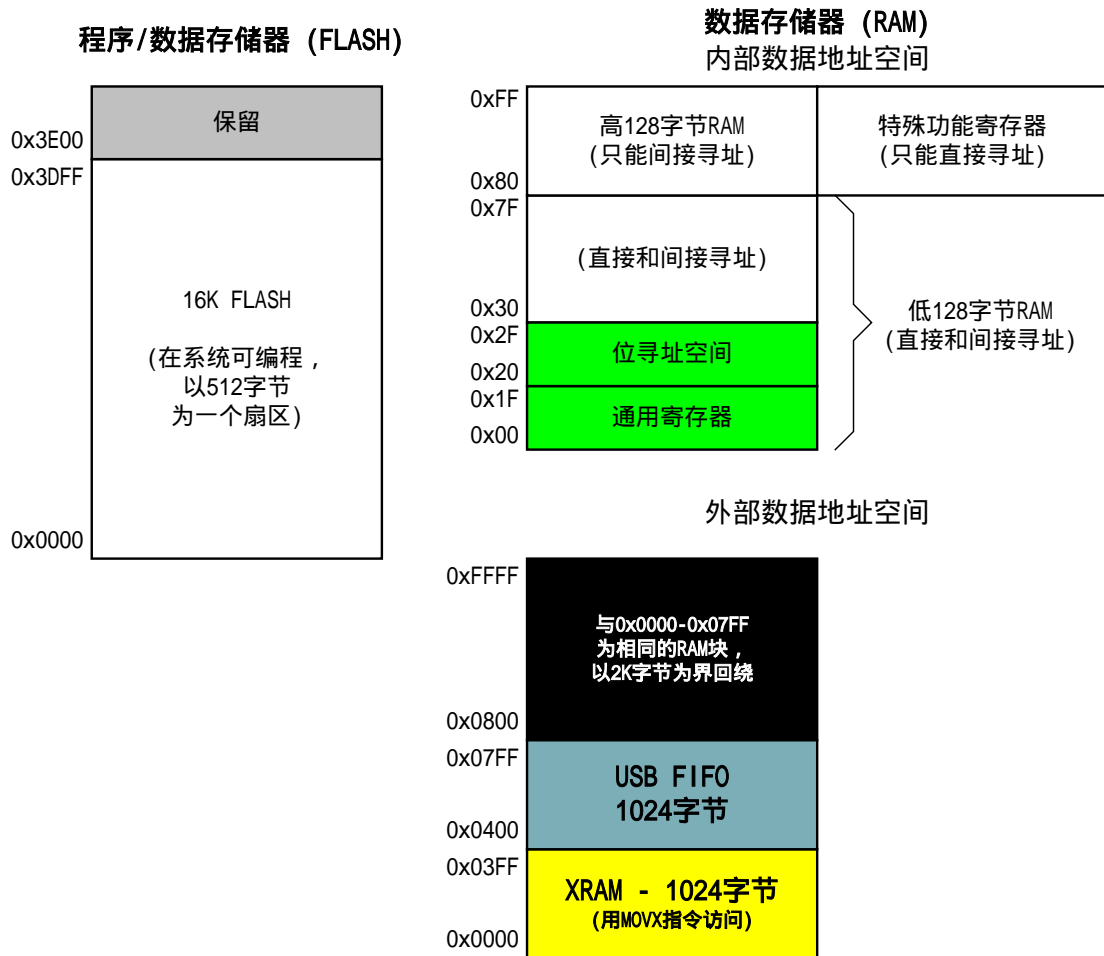 程序/数据存储器 (FLASH)
保留
0x3E00
0x3DFF
16K FLASH
(在系统可编程，
以512字节
为一个扇区)
0x0000
数据存储器 (RAM)
内部数据地址空间
0xFF
高128字节RAM
(只能间接寻址)
0x80
特殊功能寄存器
(只能直接寻址)
0x7F
(直接和间接寻址)
0x30
0x2F
位寻址空间
0x20
0x1F
通用寄存器
0x00
低128字节RAM
(直接和间接寻址)
外部数据地址空间
0xFFFF
与0x0000-0x07FF
为相同的RAM块，
以2K字节为界回绕
0x0800
0x07FF
USB FIFO
1024字节
0x0400
0x03FF
XRAM - 1024字节
(用MOVX指令访问)
0x0000